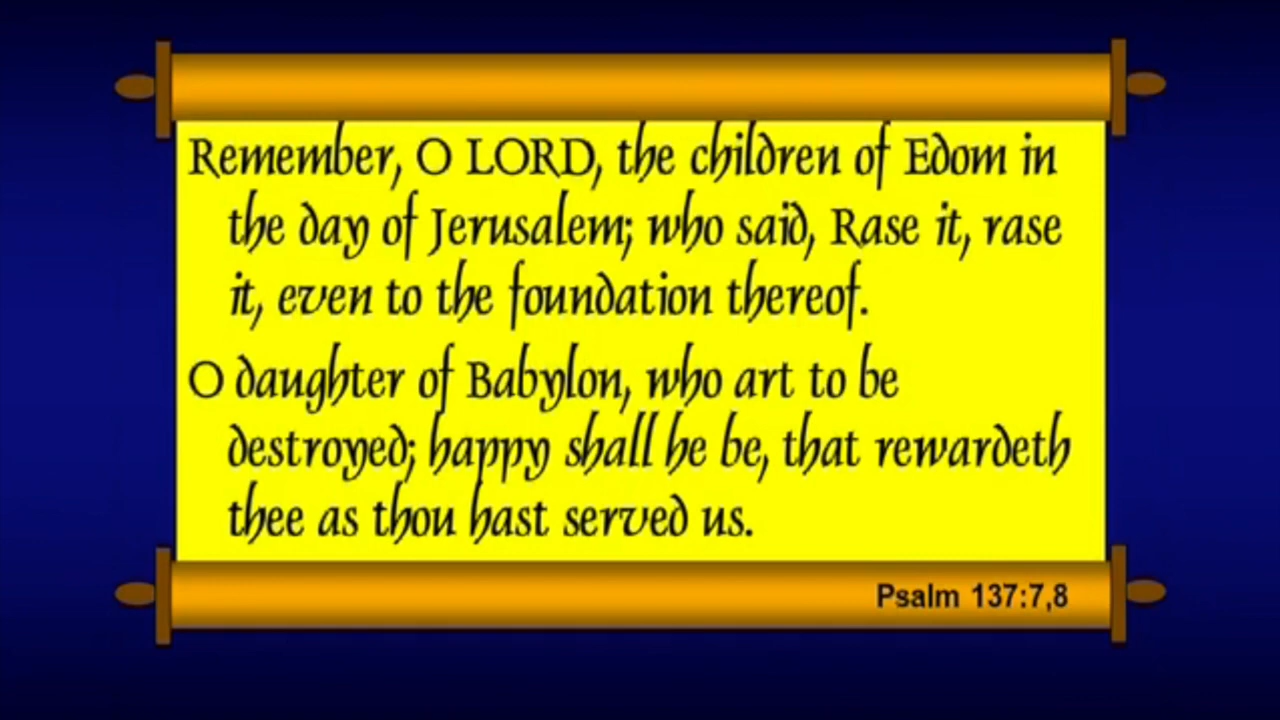 Remember, O LORD, the children of Edom in
the day of Jerusalem; who said, Rase it, rase
it, even to the foundation thereof.
O daughter of Babylon, who art to be
destroyed; happy shall he be, that rewardeth
thee as thou hast served us.
Psalm 137:7,8